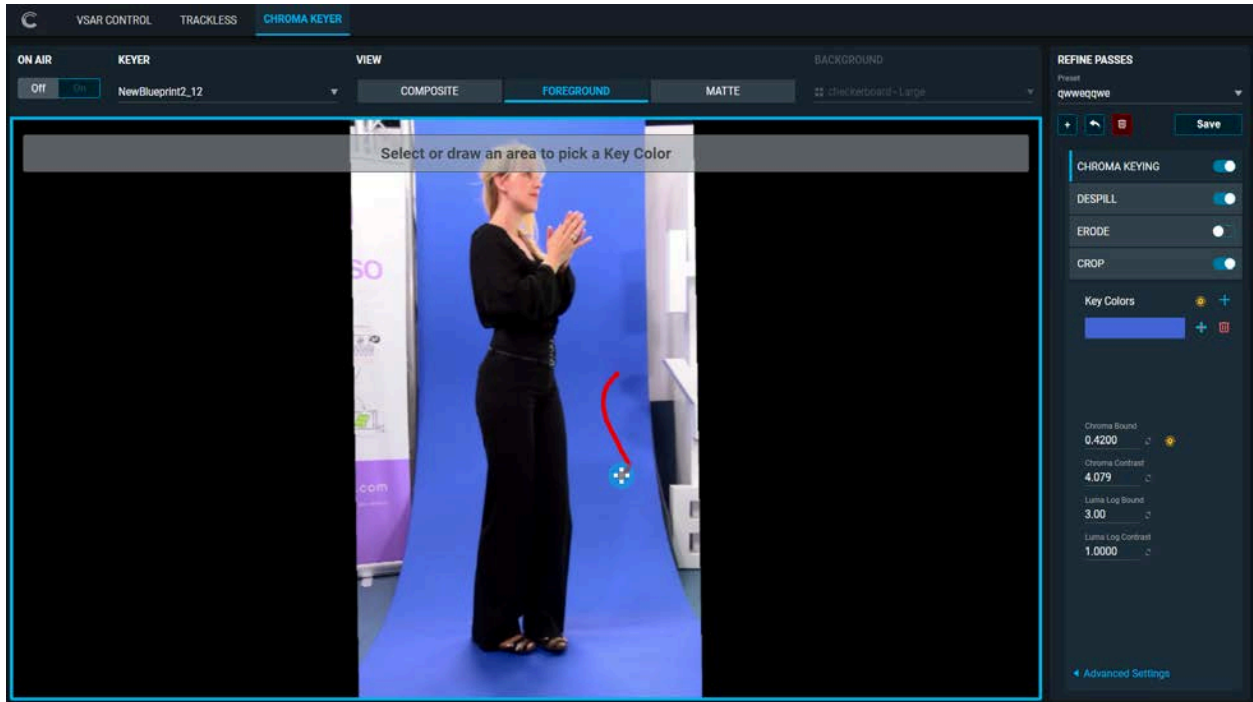 VSAR CONTROL TRACKLESS CHROMA KEYER
ON AIR KEYER VIEW BACKGROUND REFINE PASSES
Preset
Off On NewBlueprint2_12 COMPOSITE FOREGROUND MATTE checkerboard - Large qwweqqwe
+ Save
Select or draw an area to pick a Key Color
CHROMA KEYING
DESPILL
ERODE
CROP
SO
Key Colors
Chroma Bound
0.4200
Chroma Contrast
4.079
.com
Luma Log Bound
3.00
Luma Log Contrast
1.0000
Advanced Settings